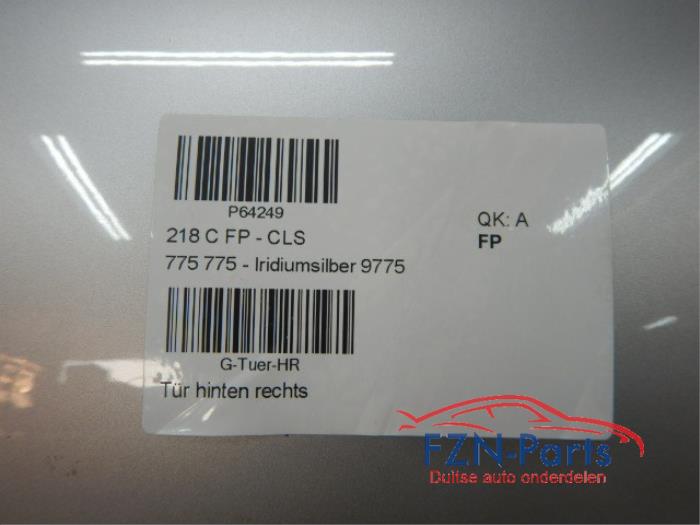 P64249
218 C FP - CLS
775 775 - Iridiumsilber 9775
QK: A
FP
G-Tuer-HR
Tür hinten rechts
FZN-Parts
Duitse auto onderdelen